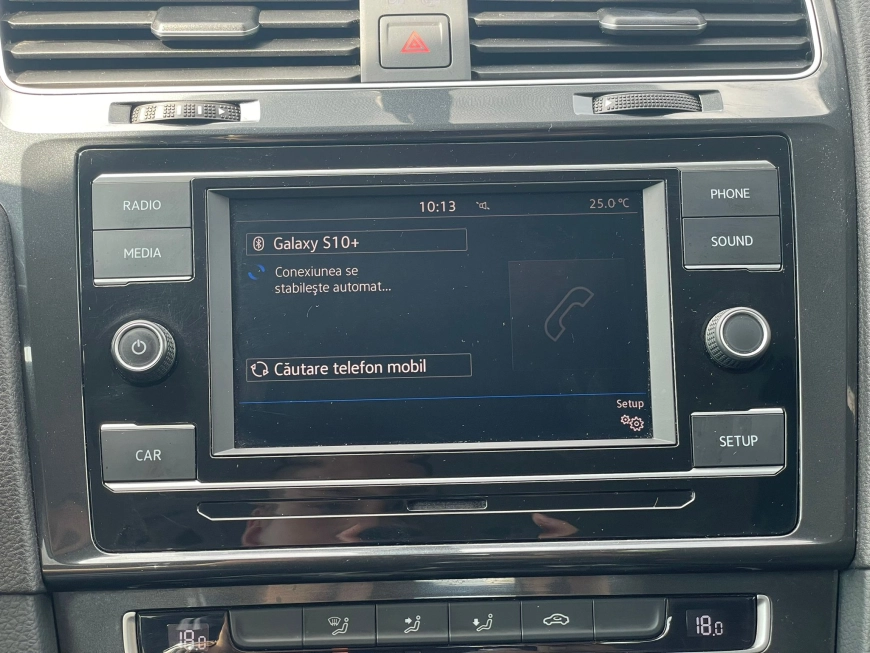 RADIO
MEDIA
PHONE
SOUND
10:13
25.0 °C
Galaxy S10+
Conexiunea se
stabileşte automat...
Căutare telefon mobil
Setup
CAR
SETUP
18.0
18.0